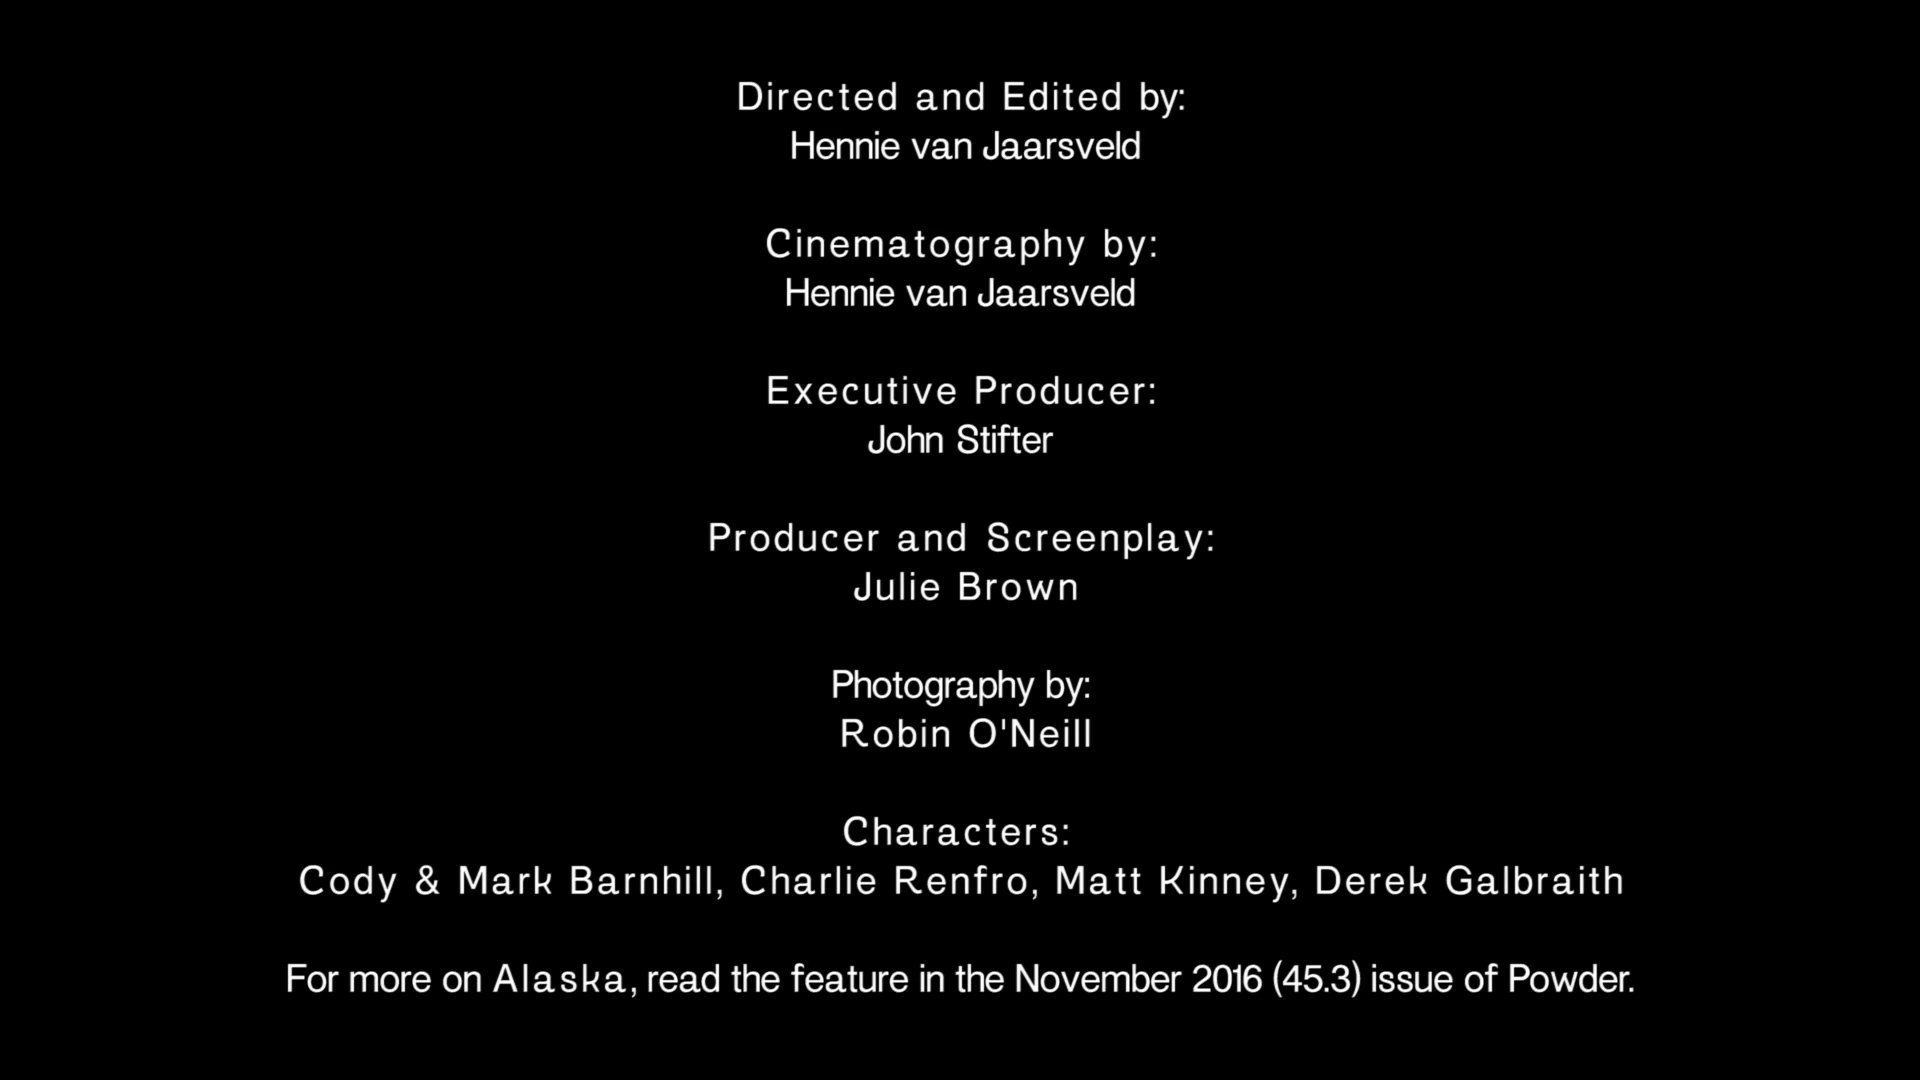 Directed and Edited by:
Hennie van Jaarsveld
Cinematography by:
Hennie van Jaarsveld
Executive Producer:
John Stifter
Producer and Screenplay:
Julie Brown
Photography by:
Robin O'Neill
Characters:
Cody & Mark Barnhill, Charlie Renfro, Matt Kinney, Derek Galbraith
For more on Alaska, read the feature in the November 2016 (45.3) issue of Powder.